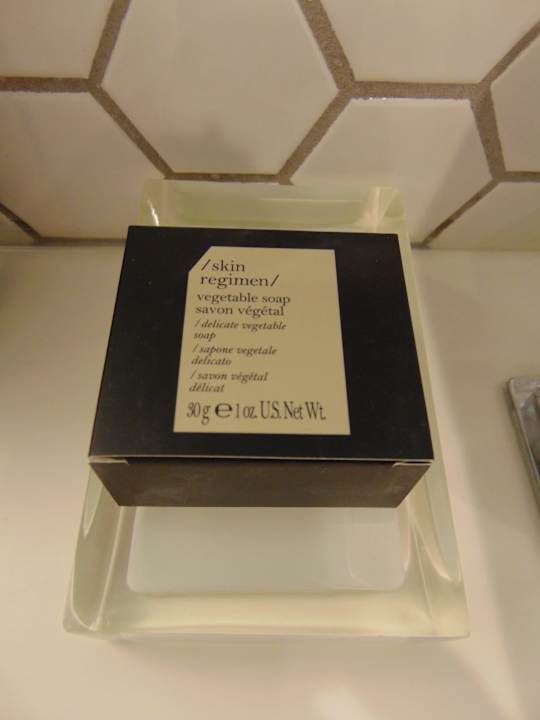 /skin
regimen/
vegetable soap
savon végétal
/delicate vegetable
soap
/sapone vegetale
delicato
/savon végétal
délicat
30 g ℮ 1 oz. U.S. Net Wt.